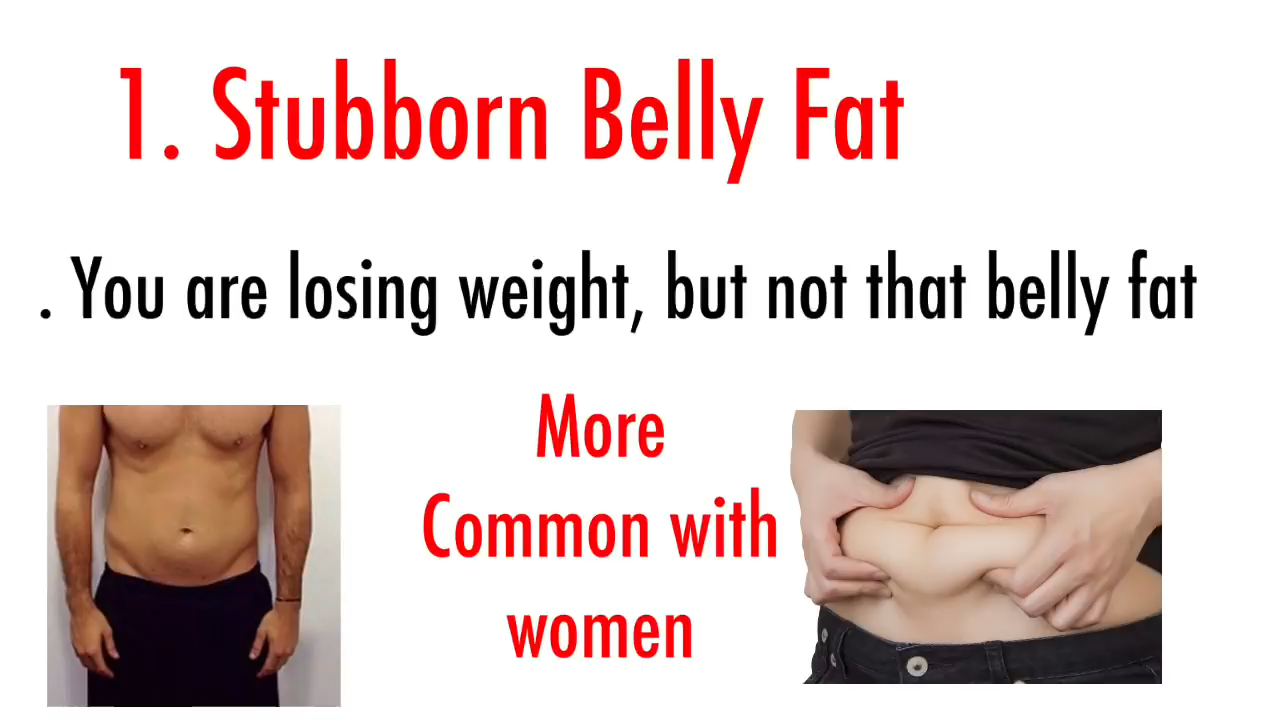 1. Stubborn Belly Fat
. You are losing weight, but not that belly fat
More
Common with
women